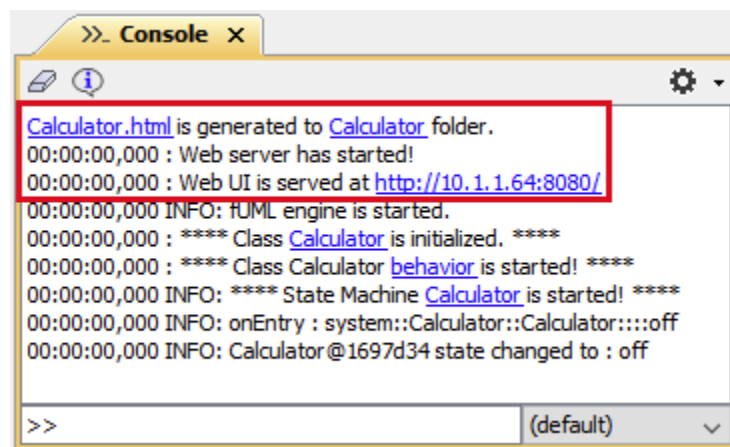 Console
Calculator.html is generated to Calculator folder.
00:00:00,000 : Web server has started!
00:00:00,000 : Web UI is served at http://10.1.1.64:8080/
00:00:00,000 INFO: fUML engine is started.
00:00:00,000 : **** Class Calculator is initialized. ****
00:00:00,000 : **** Class Calculator behavior is started! ****
00:00:00,000 INFO: **** State Machine Calculator is started! ****
00:00:00,000 INFO: onEntry : system::Calculator::Calculator::::off
00:00:00,000 INFO: Calculator@1697d34 state changed to : off
>> (default)